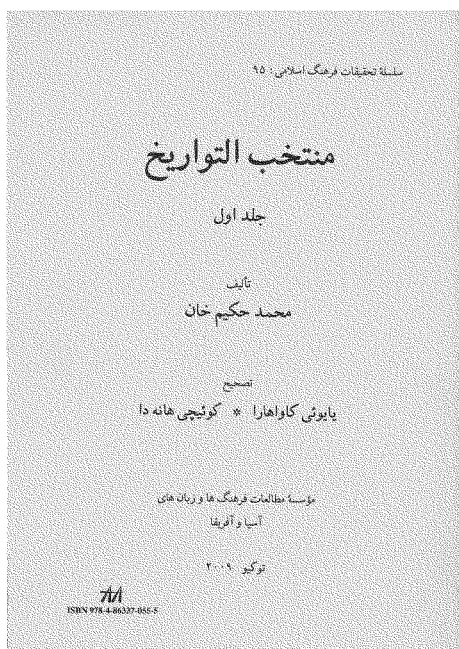 سلسلهٔ تحقیقات فرهنگ اسلامی: ۹۵
منتخب التواریخ
جلد اول
تألیف
محمد حکیم خان
تصحیح
یایوئی کاواهارا * کوئیچی هانه دا
مؤسسهٔ مطالعات فرهنگ ها و زبان های
آسیا و آفریقا
توکیو ۲۰۰۹
ISBN 978-4-86337-055-5